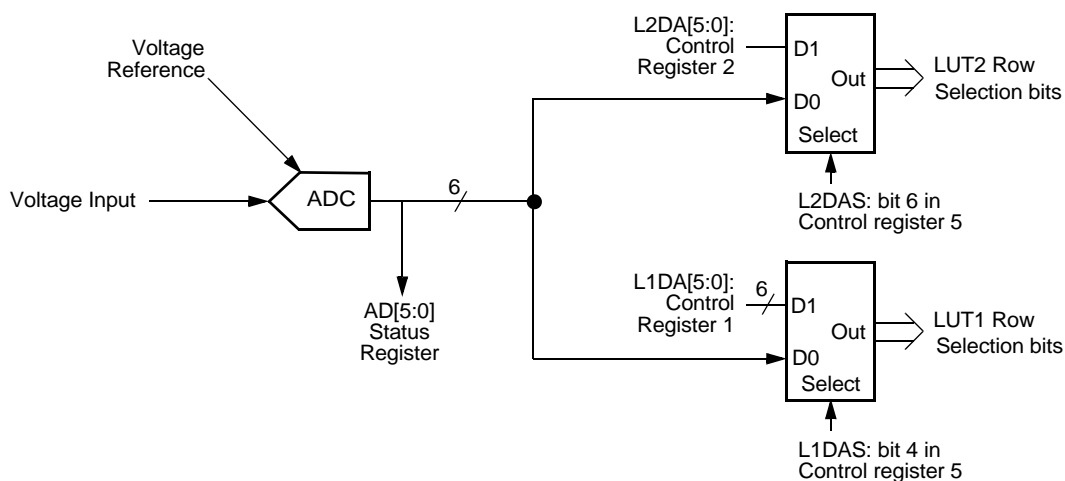 Voltage
Reference
Voltage Input
ADC
6
AD[5:0]
Status
Register
L2DA[5:0]:
Control
Register 2
D1
Out
D0
Select
LUT2 Row
Selection bits
L2DAS: bit 6 in
Control register 5
L1DA[5:0]:
Control
Register 1
6
D1
Out
D0
Select
LUT1 Row
Selection bits
L1DAS: bit 4 in
Control register 5